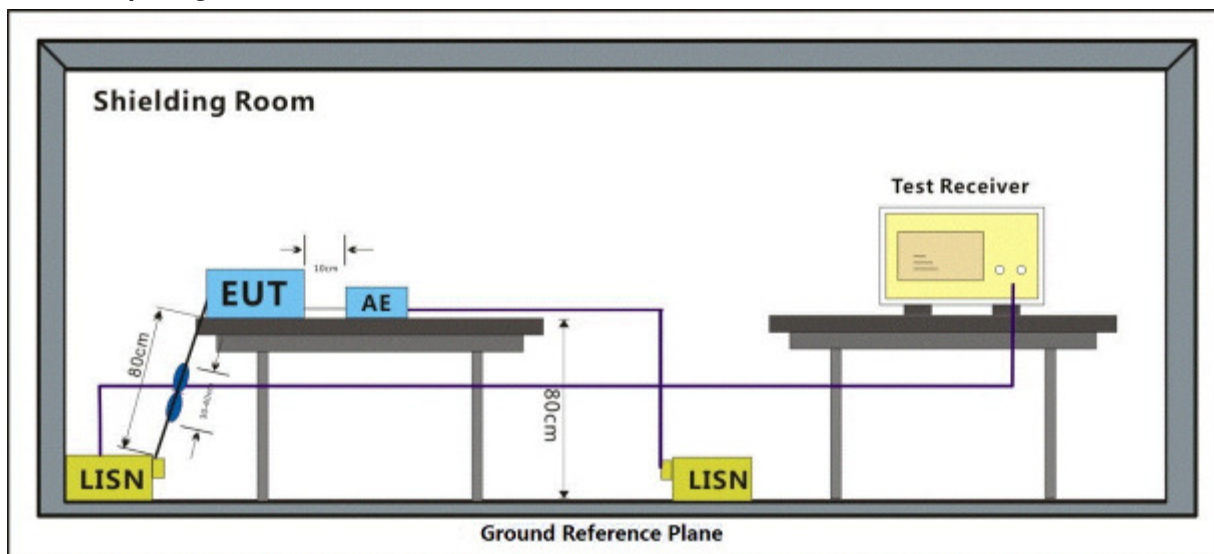 Shielding Room
Test Receiver
10cm
EUT
AE
80cm
80cm
LISN
LISN
Ground Reference Plane